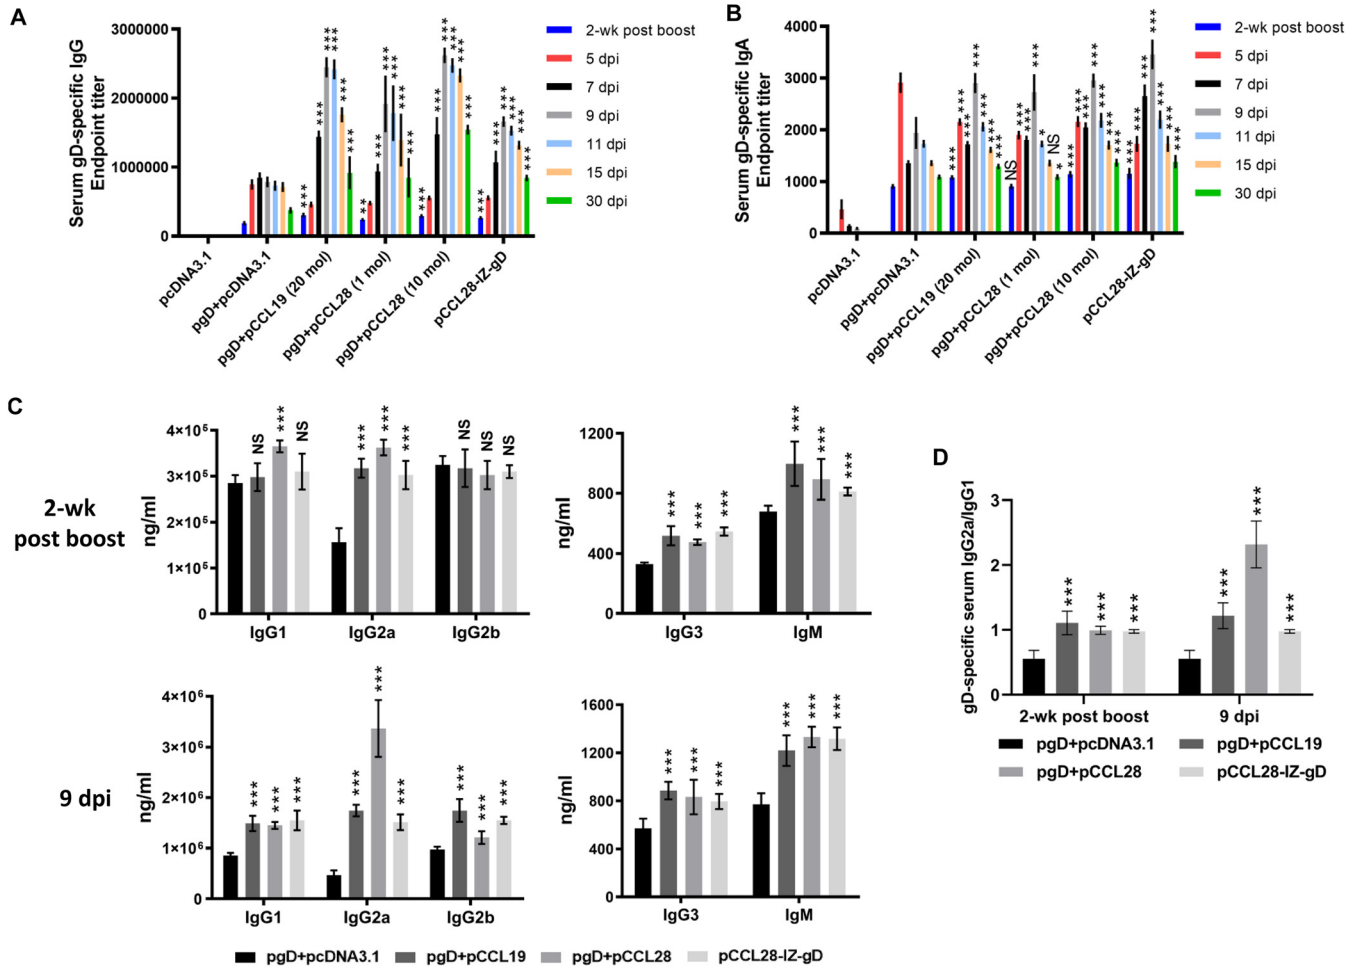 A
Serum gD-specific IgG
Endpoint titer
3000000
2000000
1000000
0
*** *** *** *** *** *** ***
** *** *** *** ***
*** *** *** *** *** ***
*** *** *** *** *** ***
pcDNA3.1
pgD+pcDNA3.1
pgD+pCCL19 (20 mol)
pgD+pCCL28 (1 mol)
pgD+pCCL28 (10 mol)
pCCL28-IZ-gD
2-wk post boost
5 dpi
7 dpi
9 dpi
11 dpi
15 dpi
30 dpi
B
Serum gD-specific IgA
Endpoint titer
4000
3000
2000
1000
0
*** *** *** *** *** *** ***
NS *** *** *** * NS *
*** *** *** *** *** *** ***
*** *** *** *** *** *** ***
pcDNA3.1
pgD+pcDNA3.1
pgD+pCCL19 (20 mol)
pgD+pCCL28 (1 mol)
pgD+pCCL28 (10 mol)
pCCL28-IZ-gD
2-wk post boost
5 dpi
7 dpi
9 dpi
11 dpi
15 dpi
30 dpi
C
2-wk
post boost
ng/ml
4×10⁵
3×10⁵
2×10⁵
1×10⁵
0
NS *** NS
*** *** ***
NS NS NS
IgG1 IgG2a IgG2b
ng/ml
1200
800
400
0
*** *** ***
*** *** ***
IgG3 IgM
9 dpi
ng/ml
4×10⁶
3×10⁶
2×10⁶
1×10⁶
0
*** *** ***
*** *** ***
*** *** ***
IgG1 IgG2a IgG2b
ng/ml
1600
1200
800
400
0
*** *** ***
*** *** ***
IgG3 IgM
pgD+pcDNA3.1 pgD+pCCL19 pgD+pCCL28 pCCL28-IZ-gD
D
gD-specific serum IgG2a/IgG1
3
2
1
0
*** *** ***
*** *** ***
2-wk post boost 9 dpi
pgD+pcDNA3.1 pgD+pCCL19
pgD+pCCL28 pCCL28-IZ-gD